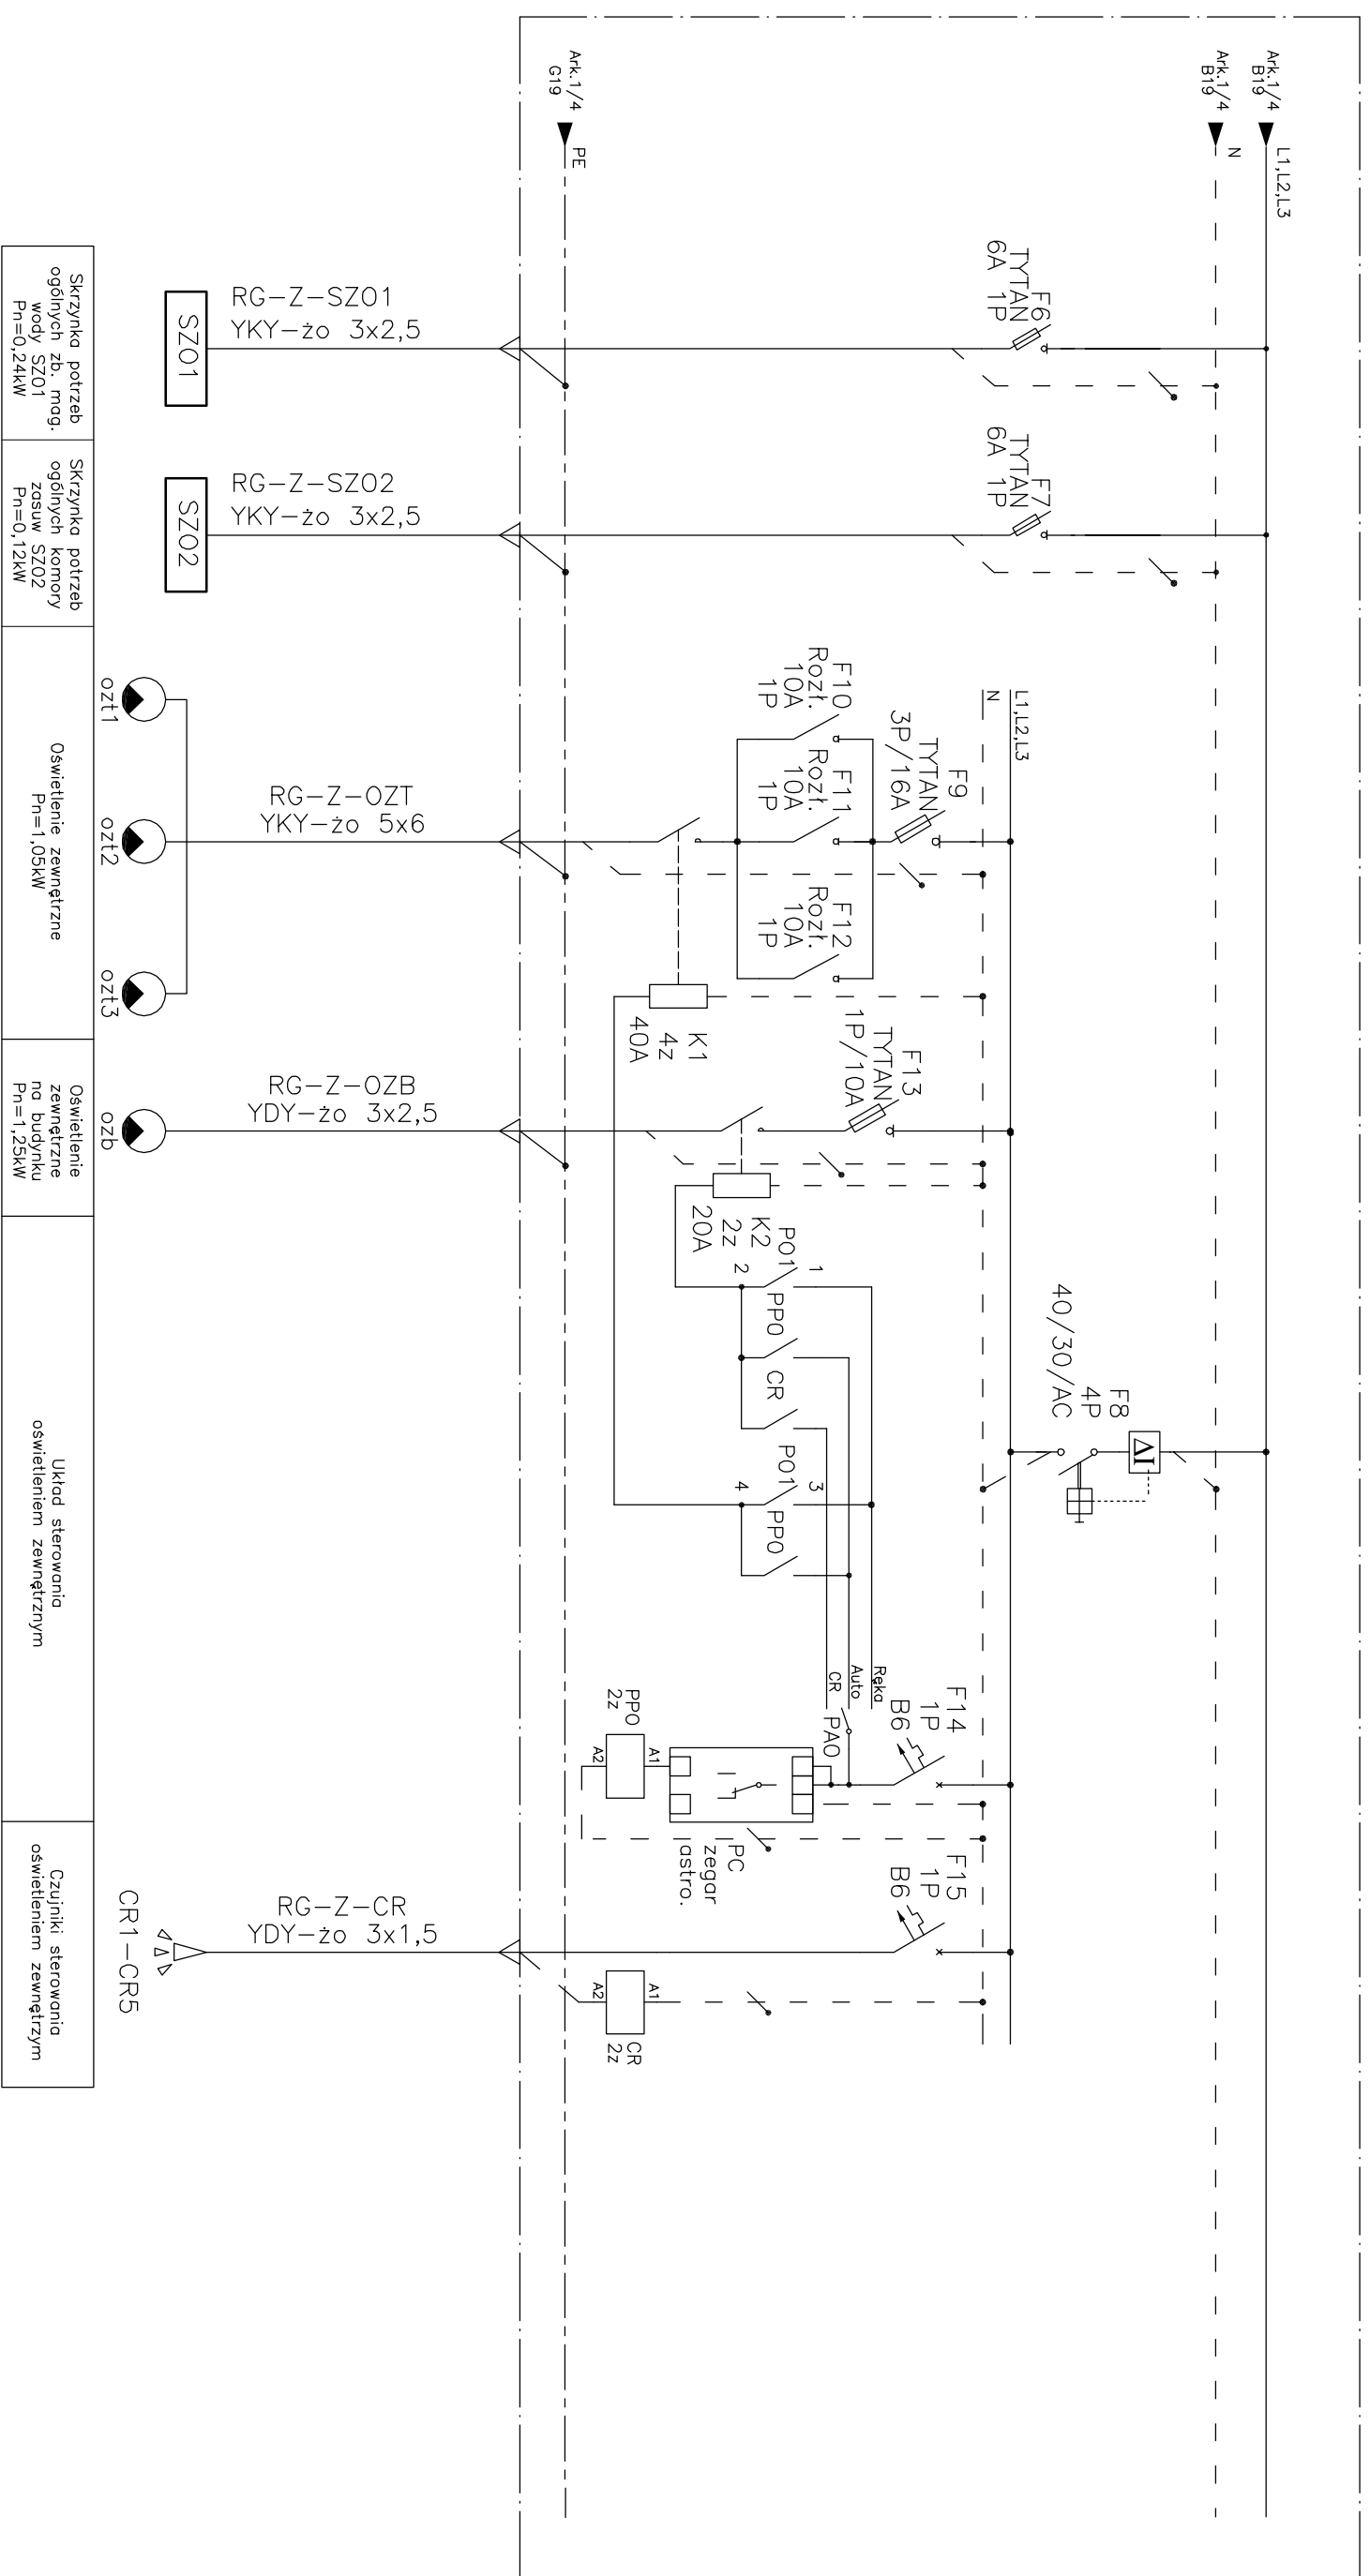 Ark.1/4
B19
L1,L2,L3
Ark.1/4
B19
N
F6
TYTAN
6A 1P
F7
TYTAN
6A 1P
F8
4P
40/30/AC
ΔI
L1,L2,L3
N
F9
TYTAN
3P/16A
F10
Rozł.
10A
1P
F11
Rozł.
10A
1P
F12
Rozł.
10A
1P
F13
TYTAN
1P/10A
F14
1P
B6
F15
1P
B6
Ręka
Auto
CR
PAO
1
PO1
2
PPO
CR
3
PO1
4
PPO
K1
4z
40A
K2
2z
20A
PC
zegar
astro.
PPO
2z
A1
A2
A1
A2
CR
2z
Ark.1/4
G19
PE
RG-Z-SZO1
YKY-żo 3x2,5
RG-Z-SZO2
YKY-żo 3x2,5
RG-Z-OZT
YKY-żo 5x6
RG-Z-OZB
YDY-żo 3x2,5
RG-Z-CR
YDY-żo 3x1,5
SZO1
SZO2
ozt1
ozt2
ozt3
ozb
CR1-CR5
Skrzynka potrzeb
ogólnych zb. mag.
wody SZO1
Pn=0,24kW
SKrzynka potrzeb
ogólnych komory
zasuw SZO2
Pn=0,12kW
Oświetlenie zewnętrzne
Pn=1,05kW
Oświetlenie
zewnętrzne
na budynku
Pn=1,25kW
Układ sterowania
oświetleniem zewnętrznym
Czujniki sterowania
oświetleniem zewnętrzym